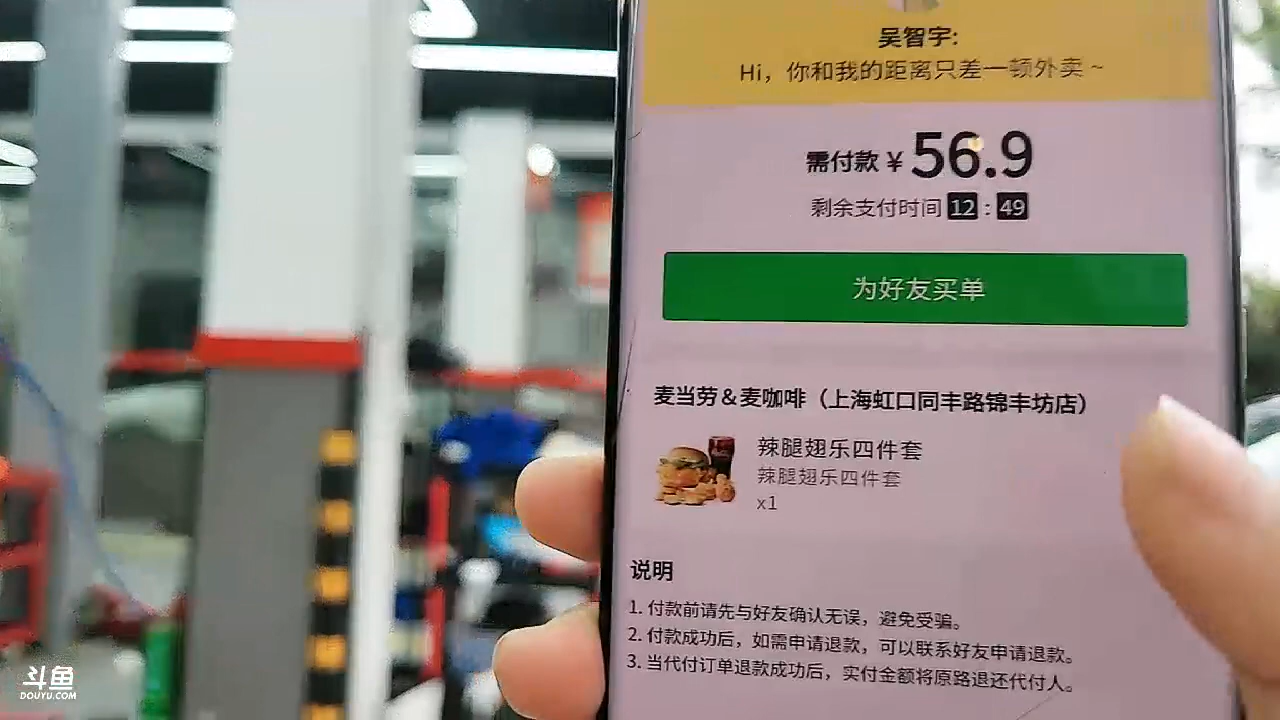 吴智宇:
Hi，你和我的距离只差一顿外卖~
需付款 ¥ 56.9
剩余支付时间 12 : 49
为好友买单
麦当劳&麦咖啡（上海虹口同丰路锦丰坊店）
辣腿翅乐四件套
辣腿翅乐四件套
x1
说明
1. 付款前请先与好友确认无误，避免受骗。
2. 付款成功后，如需申请退款，可以联系好友申请退款。
3. 当代付订单退款成功后，实付金额将原路退还代付人。
斗鱼
DOUYU.COM